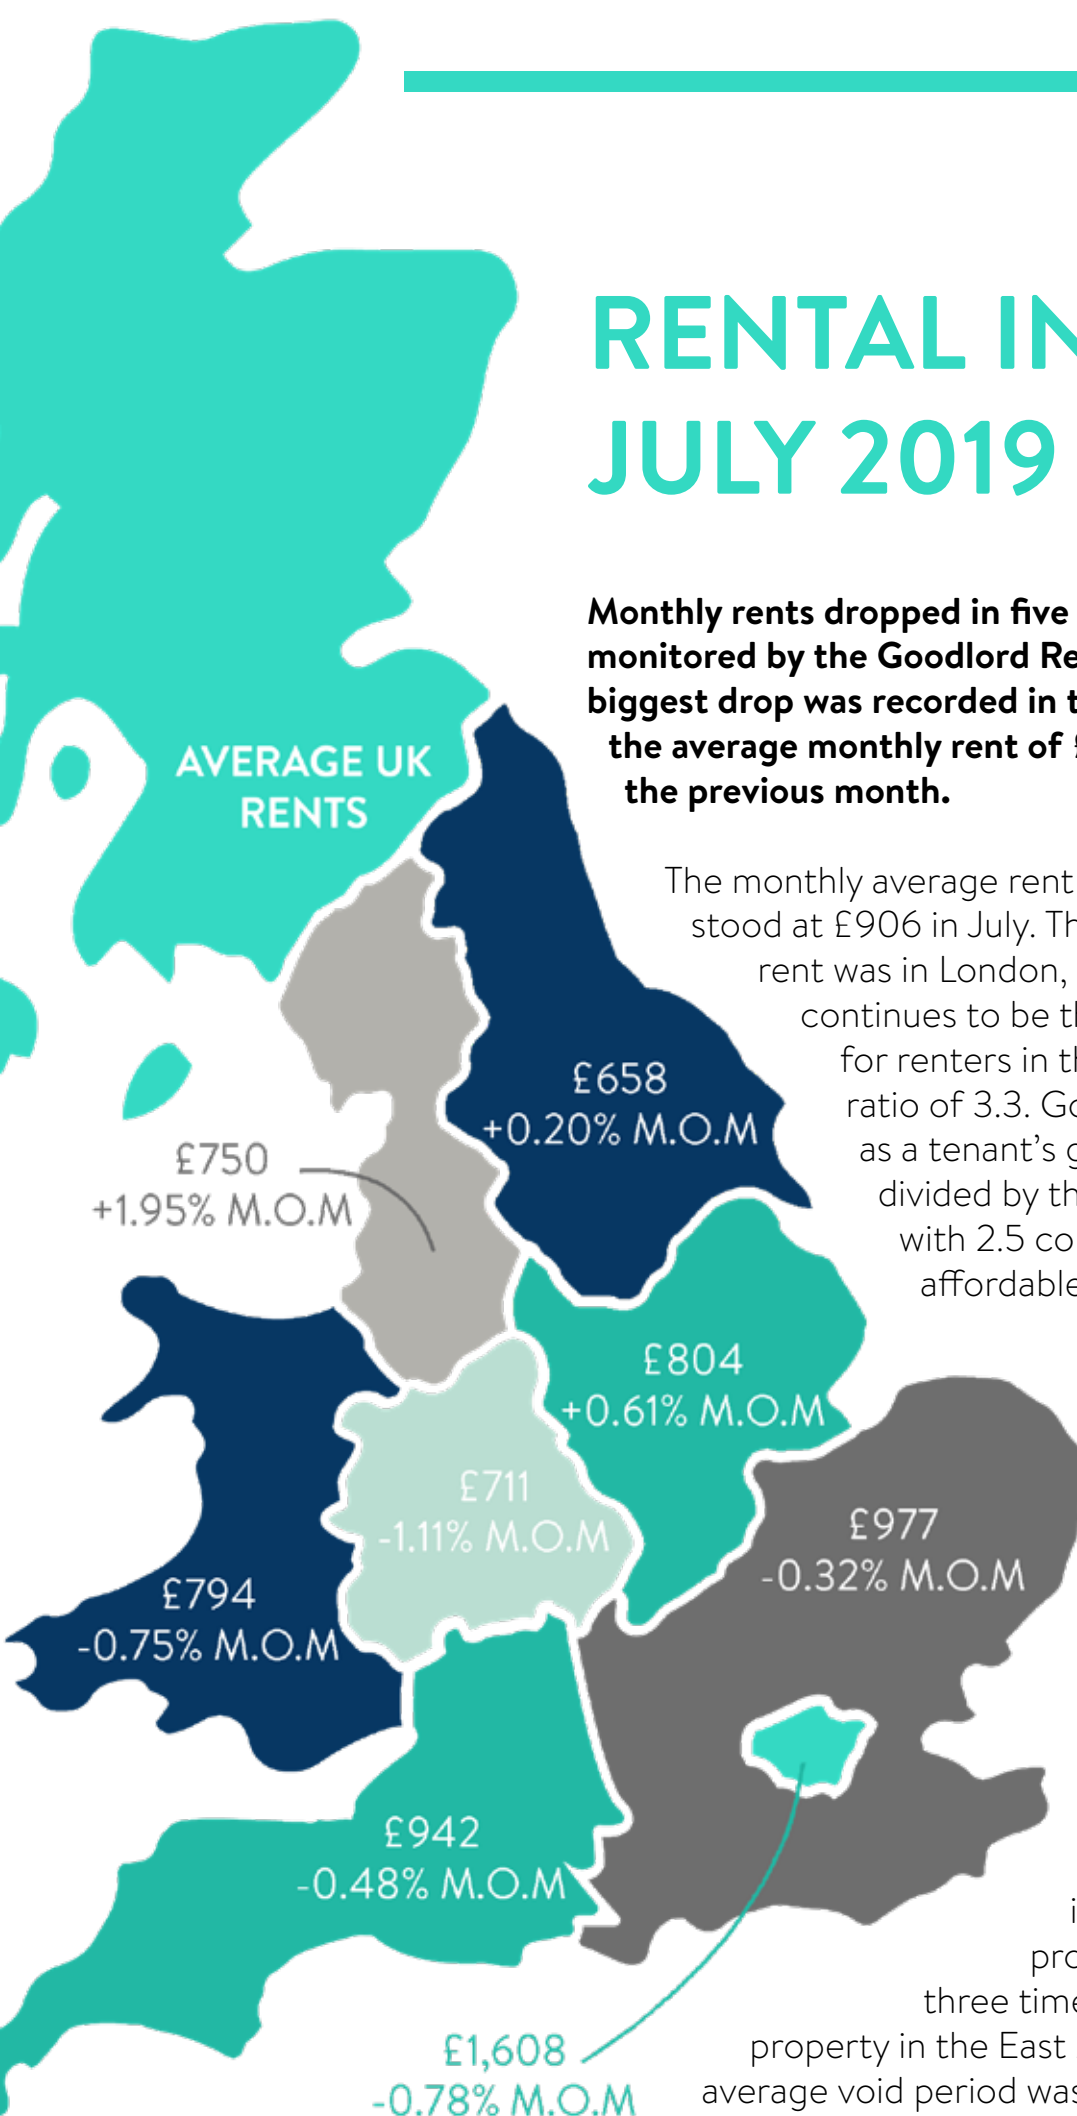 RENTAL IN
JULY 2019
Monthly rents dropped in five
monitored by the Goodlord Re
biggest drop was recorded in t
the average monthly rent of £
the previous month.
The monthly average rent
stood at £906 in July. Th
rent was in London,
continues to be th
for renters in th
ratio of 3.3. Go
as a tenant's g
divided by th
with 2.5 co
affordable
AVERAGE UK
RENTS
£658
+0.20% M.O.M
£750
+1.95% M.O.M
£804
+0.61% M.O.M
£711
-1.11% M.O.M
£977
-0.32% M.O.M
£794
-0.75% M.O.M
£942
-0.48% M.O.M
£1,608
-0.78% M.O.M
i
pro
three time
property in the East
average void period was